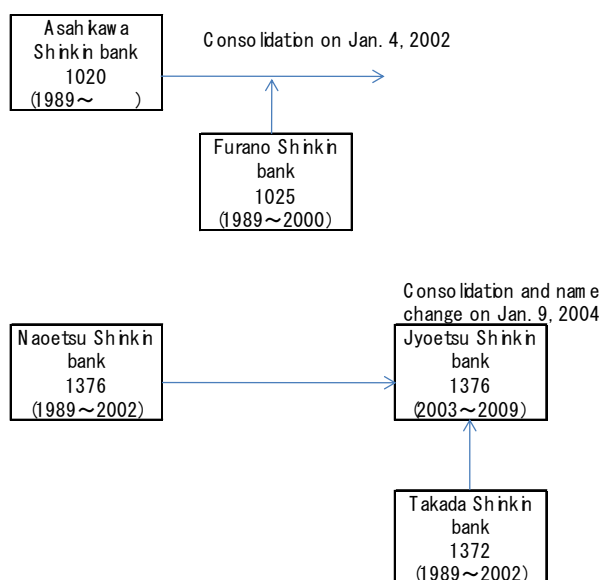 Asahikawa
Shinkin bank
1020
(1989～ )
Consolidation on Jan. 4, 2002
Furano Shinkin
bank
1025
(1989～2000)
Consolidation and name
change on Jan. 9, 2004
Naoetsu Shinkin
bank
1376
(1989～2002)
Jyoetsu Shinkin
bank
1376
(2003～2009)
Takada Shinkin
bank
1372
(1989～2002)